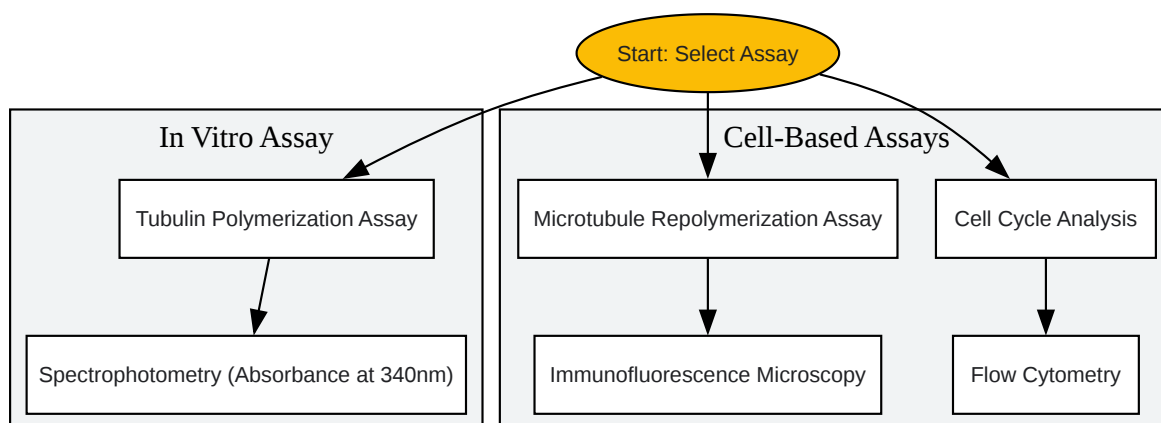 Start: Select Assay
In Vitro Assay
Cell-Based Assays
Tubulin Polymerization Assay
Microtubule Repolymerization Assay
Cell Cycle Analysis
Spectrophotometry (Absorbance at 340nm)
Immunofluorescence Microscopy
Flow Cytometry